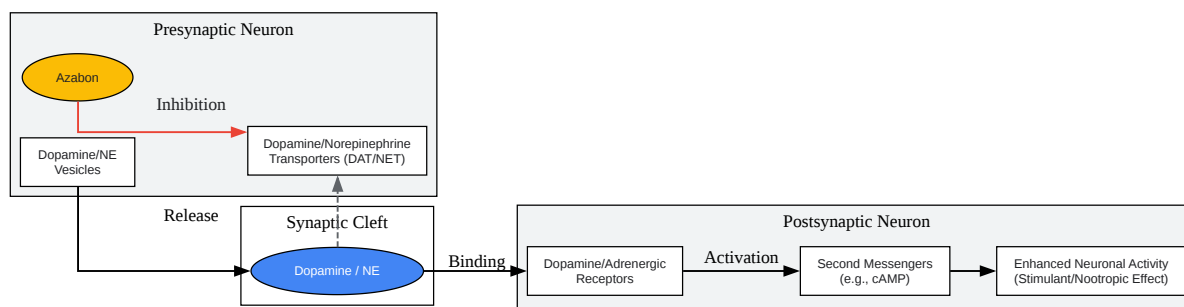 Presynaptic Neuron
Azabon
Inhibition
Dopamine/NE
Vesicles
Dopamine/Norepinephrine
Transporters (DAT/NET)
Release
Synaptic Cleft
Dopamine / NE
Binding
Postsynaptic Neuron
Dopamine/Adrenergic
Receptors
Activation
Second Messengers
(e.g., cAMP)
Enhanced Neuronal Activity
(Stimulant/Nootropic Effect)